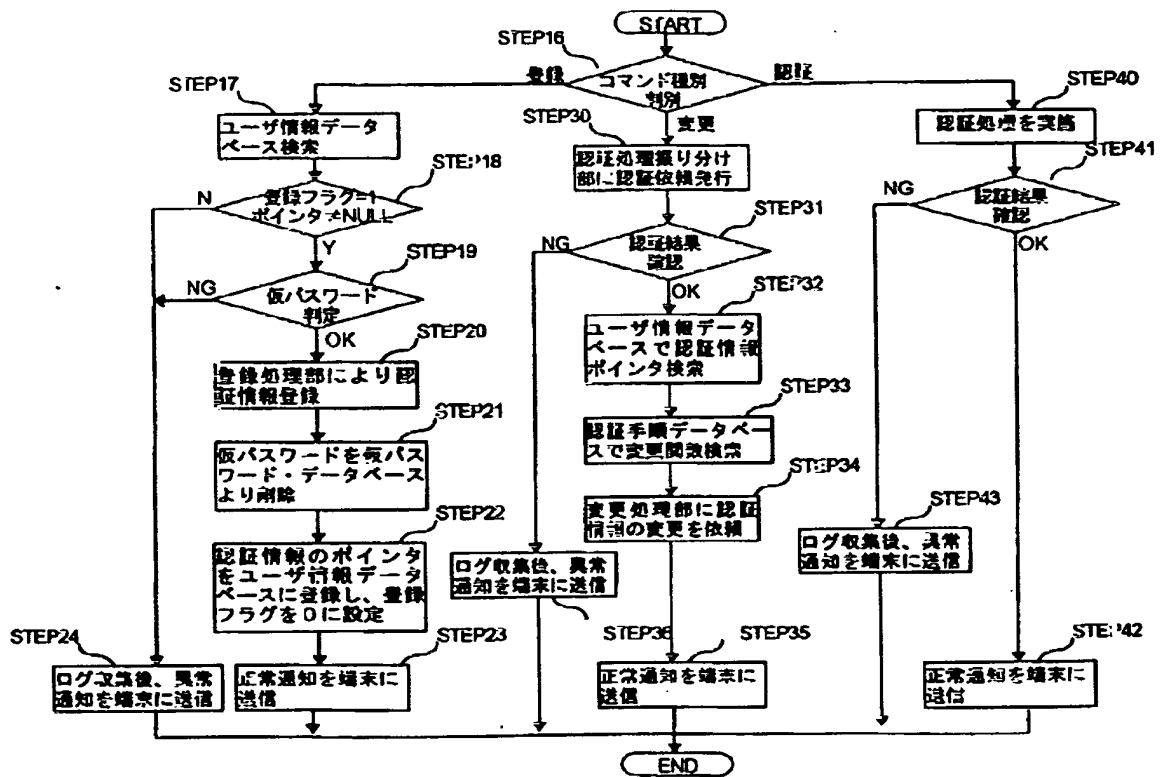 START
STEP16
コマンド種別
判別
登録
認証
変更
STEP17
ユーザ情報データ
ベース検索
STEP18
登録フラグ=1
ポインタ≠NULL
N
Y
STEP19
仮パスワード
判定
NG
OK
STEP20
登録処理部により認
証情報登録
STEP21
仮パスワードを仮パス
ワード・データベース
より削除
STEP22
認証情報のポインタ
をユーザ情報データ
ベースに登録し、登録
フラグを0に設定
STEP23
正常通知を端末に
送信
STEP24
ログ収集後、異常
通知を端末に送信
STEP30
認証処理振り分け
部に認証依頼発行
STEP31
認証結果
確認
NG
OK
STEP32
ユーザ情報データ
ベースで認証情報
ポインタ検索
STEP33
認証手順データベー
スで変更関数検索
STEP34
変更処理部に認証
情報の変更を依頼
STEP35
正常通知を端末に
送信
STEP36
ログ収集後、異常
通知を端末に送信
STEP40
認証処理を実施
STEP41
認証結果
確認
NG
OK
STEP43
ログ収集後、異常
通知を端末に送信
STEP42
正常通知を端末に
送信
END